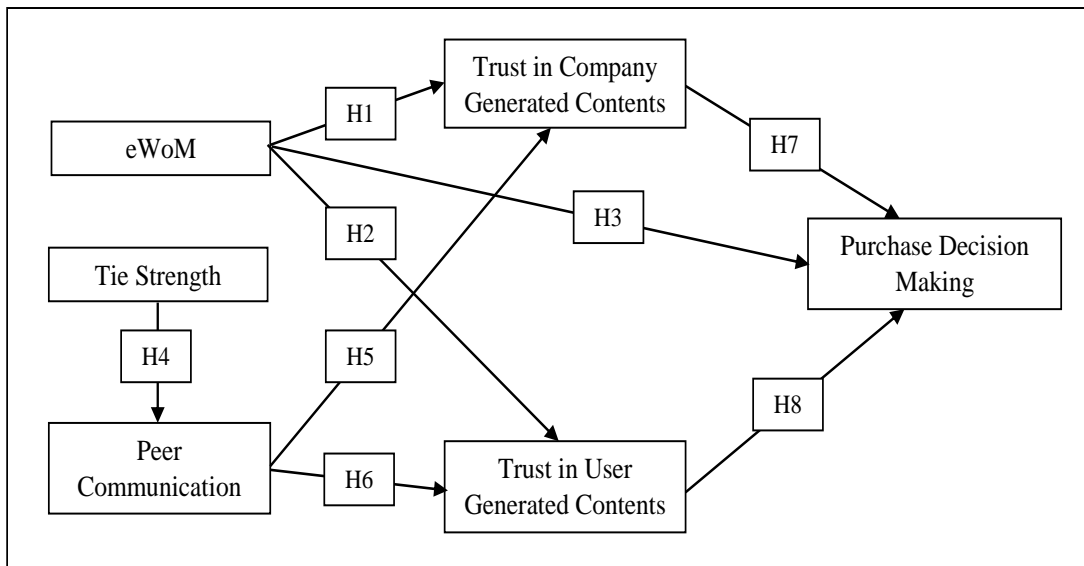 Trust in Company
Generated Contents
H1
eWoM
H7
H2
H3
Purchase Decision
Making
Tie Strength
H4
H5
H8
Peer
Communication
H6
Trust in User
Generated Contents